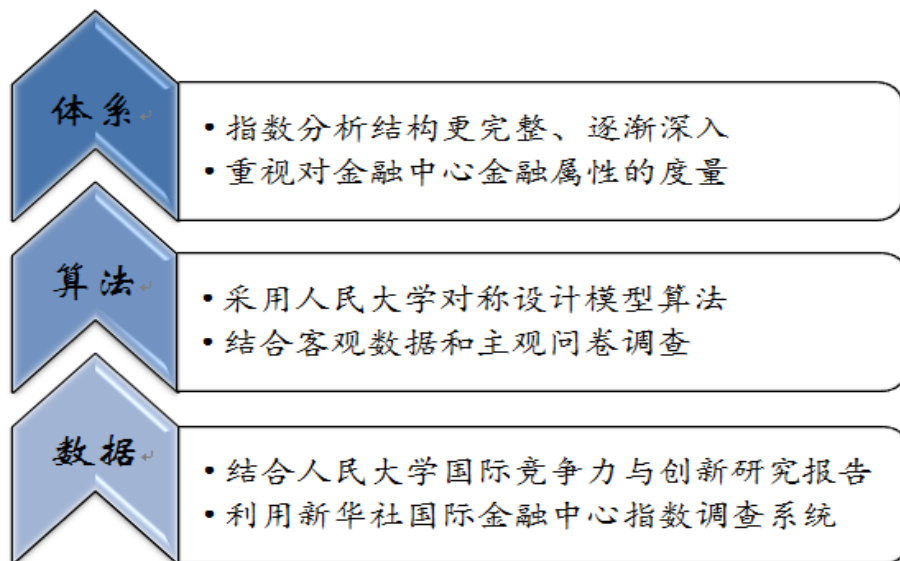 体系
• 指数分析结构更完整、逐渐深入
• 重视对金融中心金融属性的度量
算法
• 采用人民大学对称设计模型算法
• 结合客观数据和主观问卷调查
数据
• 结合人民大学国际竞争力与创新研究报告
• 利用新华社国际金融中心指数调查系统